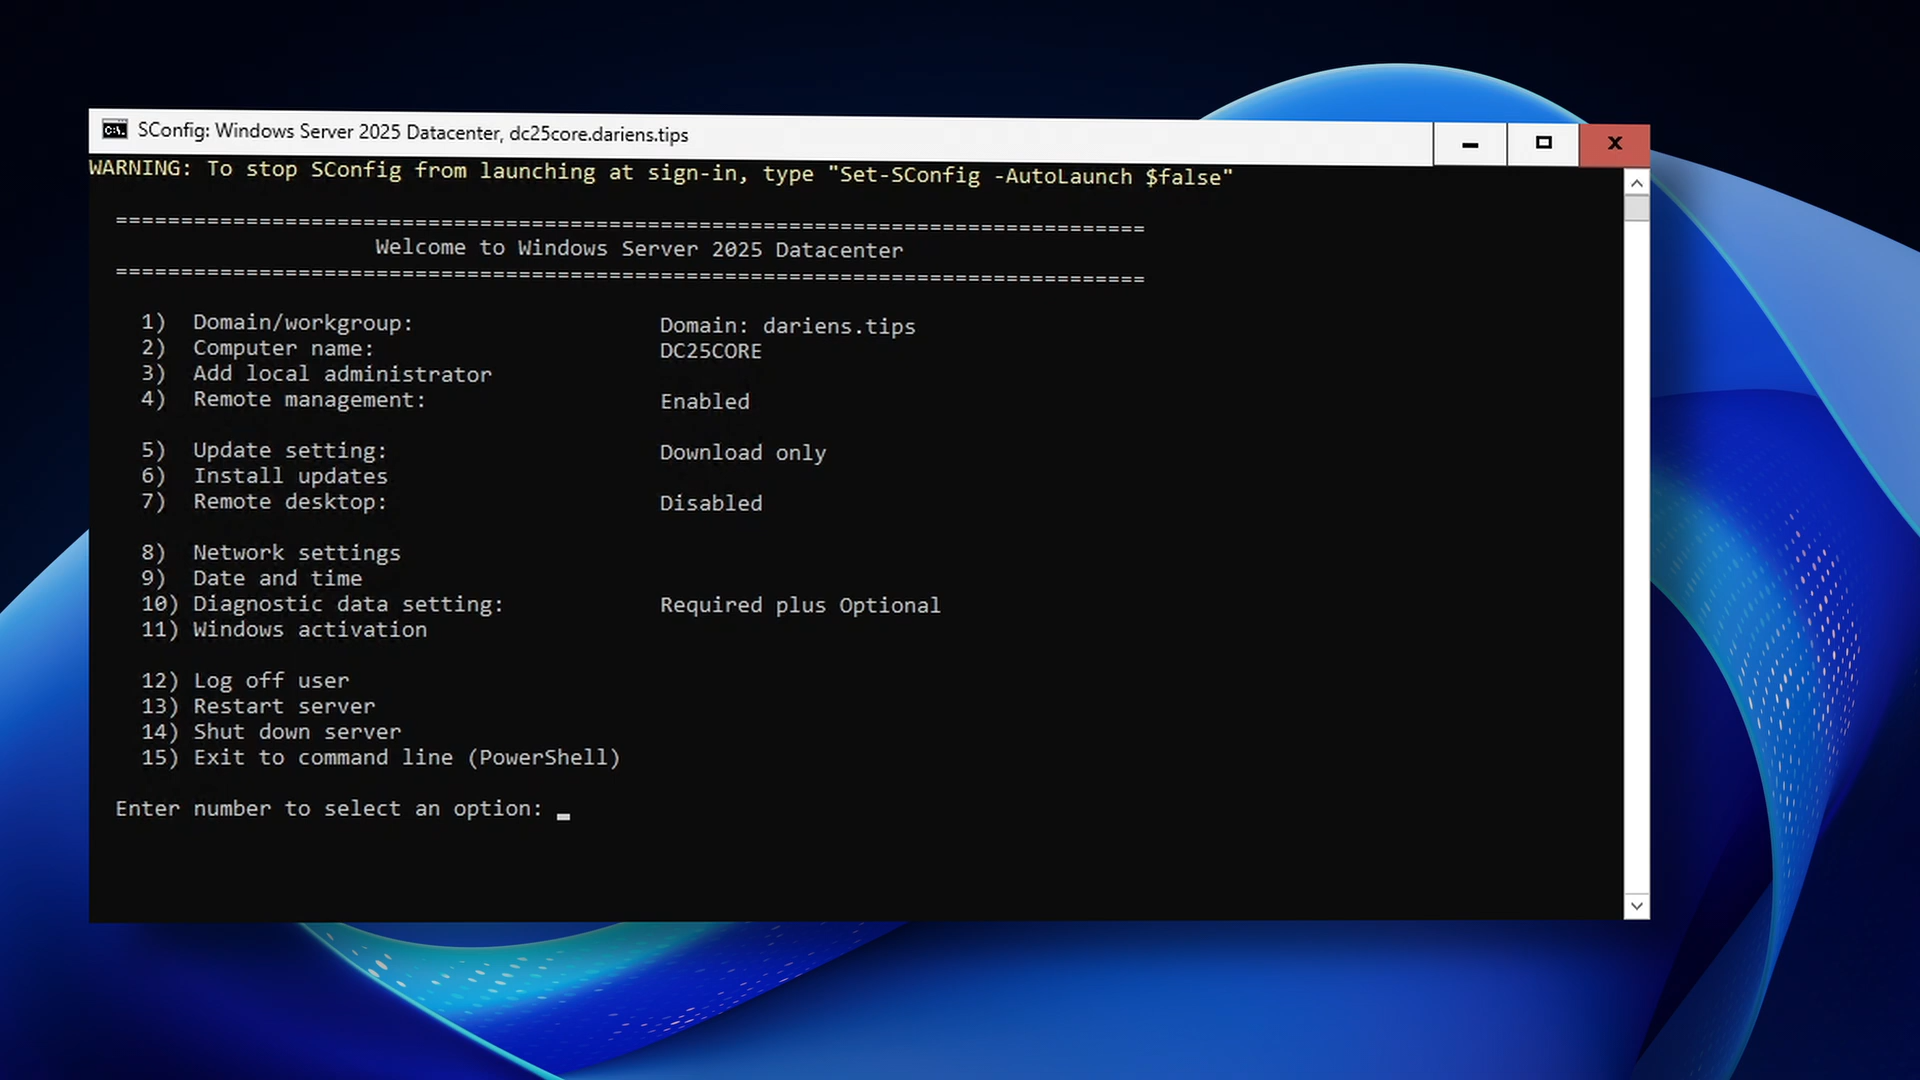 SConfig: Windows Server 2025 Datacenter, dc25core.dariens.tips
WARNING: To stop SConfig from launching at sign-in, type "Set-SConfig -AutoLaunch $false"
================================================================================
Welcome to Windows Server 2025 Datacenter
================================================================================
1) Domain/workgroup: Domain: dariens.tips
2) Computer name: DC25CORE
3) Add local administrator
4) Remote management: Enabled
5) Update setting: Download only
6) Install updates
7) Remote desktop: Disabled
8) Network settings
9) Date and time
10) Diagnostic data setting: Required plus Optional
11) Windows activation
12) Log off user
13) Restart server
14) Shut down server
15) Exit to command line (PowerShell)
Enter number to select an option: _